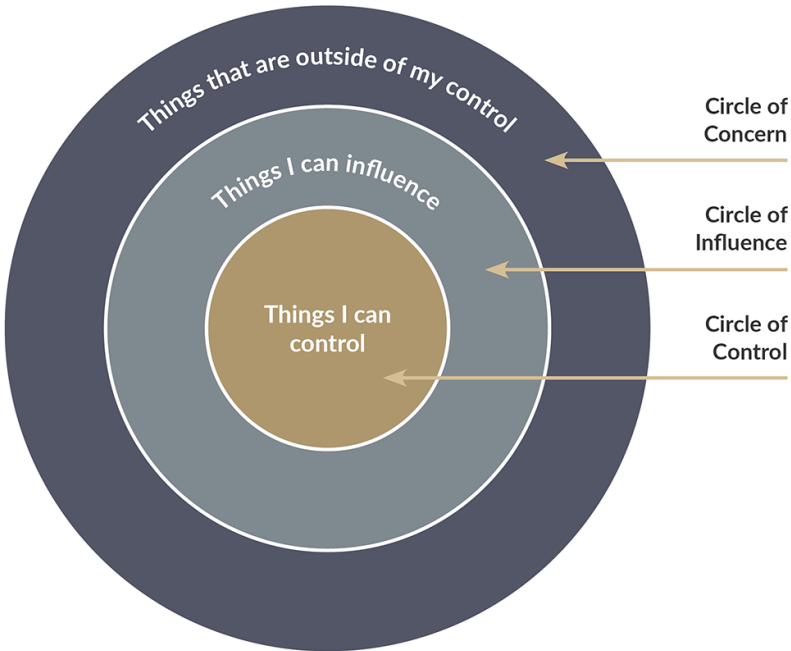 Things that are outside of my control
Things I can influence
Things I can
control
Circle of
Concern
Circle of
Influence
Circle of
Control